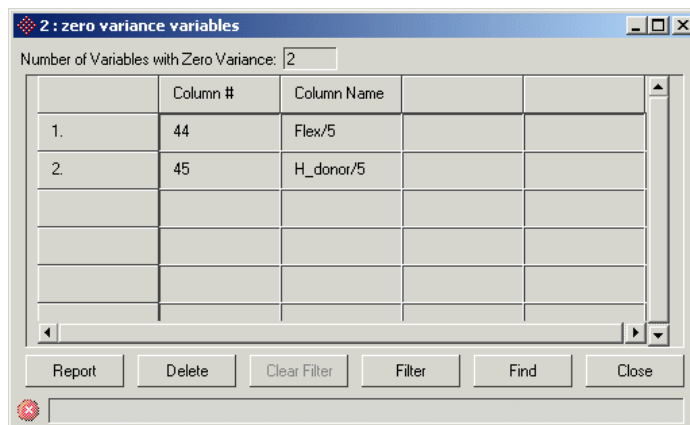 2 : zero variance variables
Number of Variables with Zero Variance: 2
Column # Column Name
1. 44 Flex/5
2. 45 H_donor/5
Report Delete Clear Filter Filter Find Close